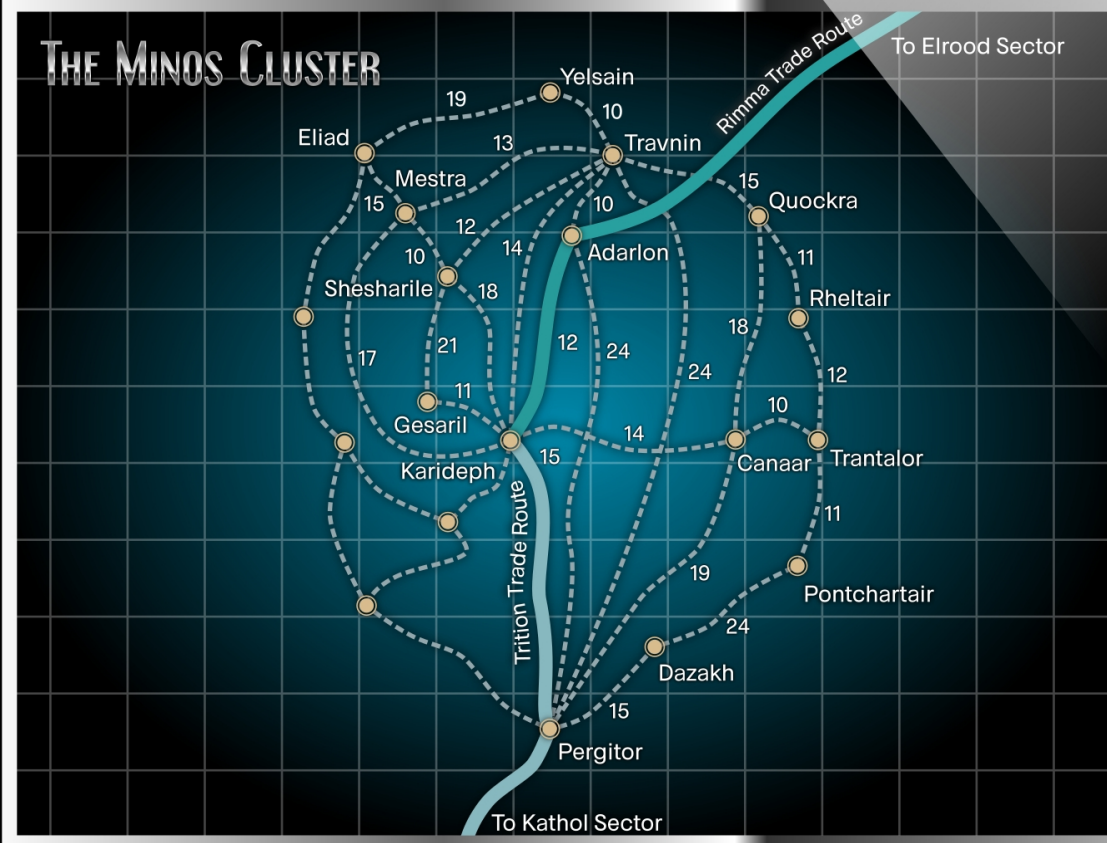 The Minos Cluster
Rimma Trade Route
To Elrood Sector
Yelsain
19
10
Eliad
13
Travnin
Mestra
15
15
Quockra
10
12
14
Adarlon
10
11
Shesharile
18
Rheltair
18
12
24
21
17
24
12
11
10
Gesaril
14
Karideph
15
Canaar
Trantalor
Trition Trade Route
11
19
Pontchartair
24
Dazakh
15
Pergitor
To Kathol Sector